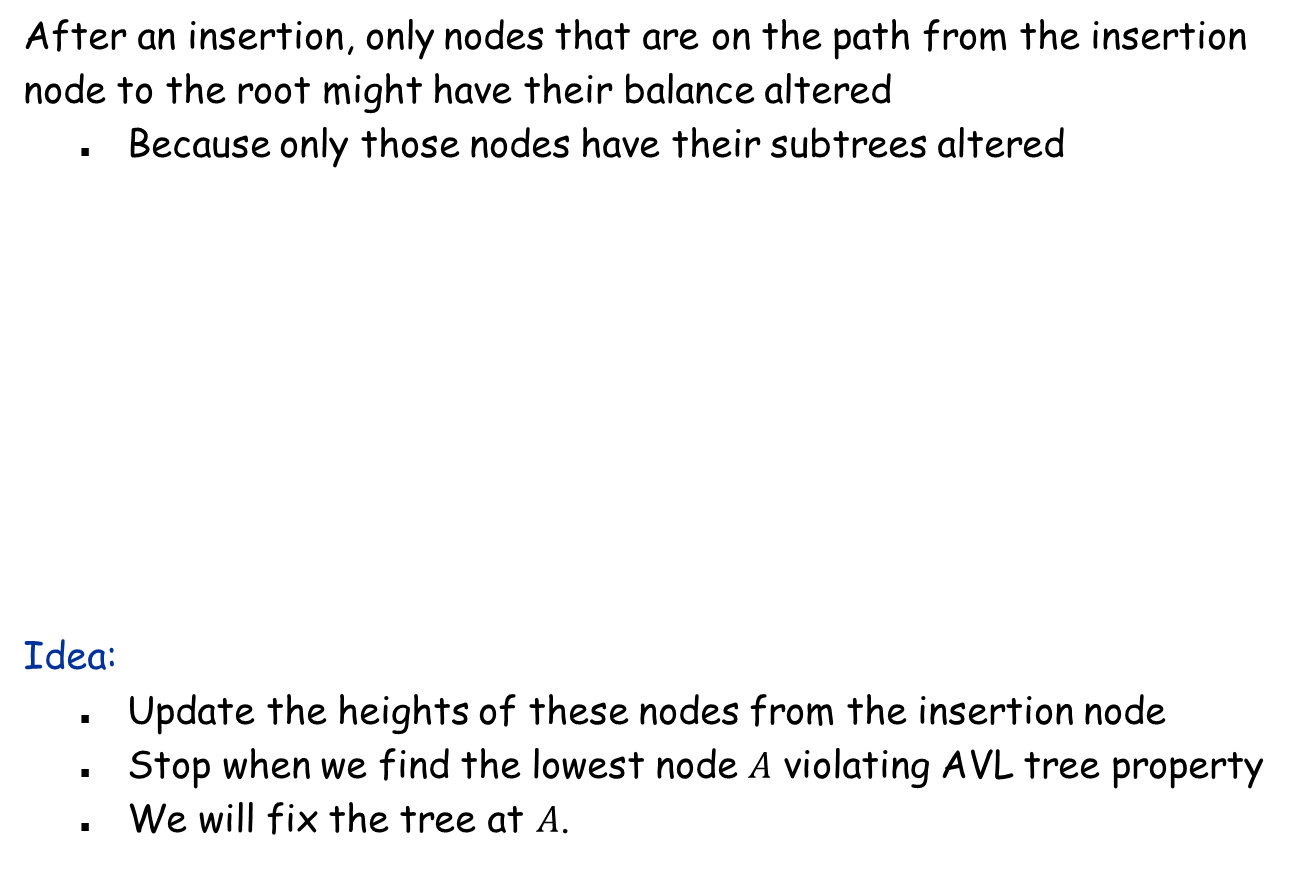 After an insertion, only nodes that are on the path from the insertion
node to the root might have their balance altered
▪ Because only those nodes have their subtrees altered
Idea:
▪ Update the heights of these nodes from the insertion node
▪ Stop when we find the lowest node A violating AVL tree property
▪ We will fix the tree at A.